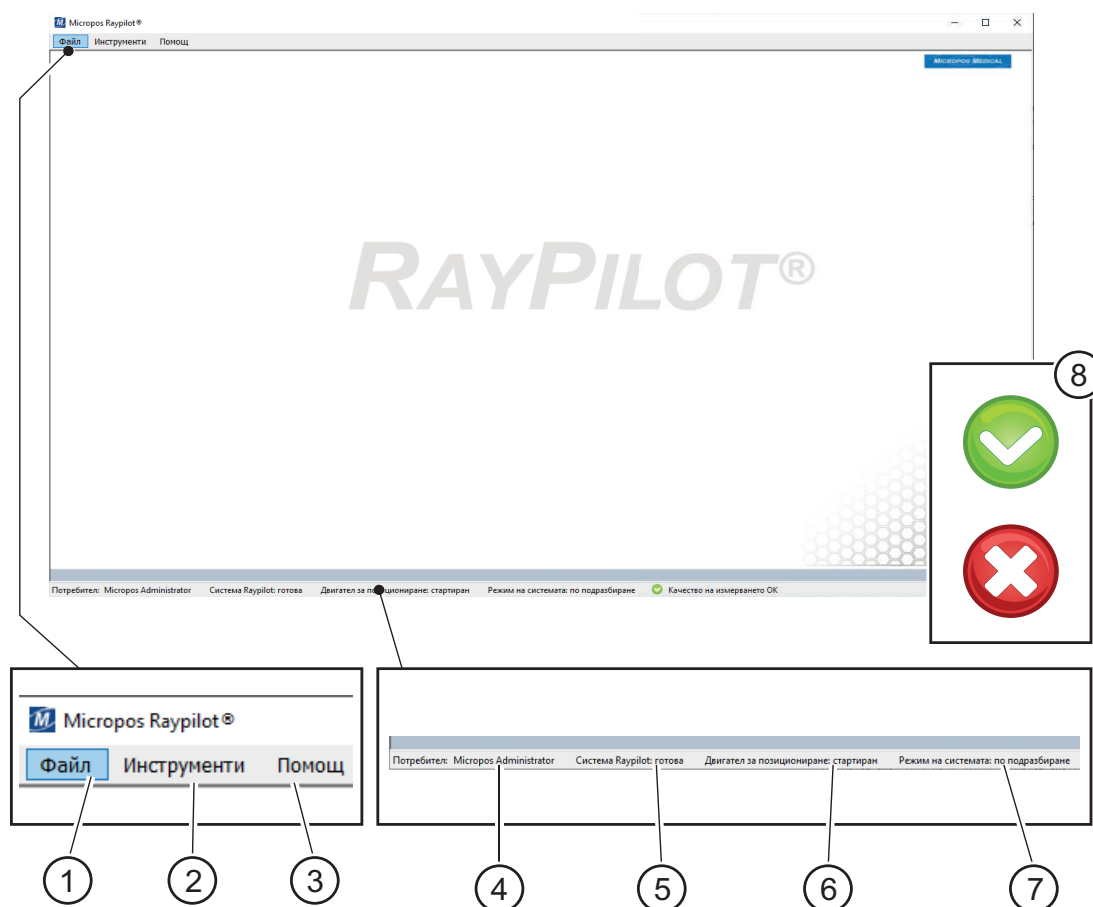 Micropos Raypilot®
Файл Инструменти Помощ
MICROPOS MEDICAL
RAYPILOT®
8
Потребител: Micropos Administrator Система Raypilot: готова Двигател за позициониране: стартиран Режим на системата: по подразбиране Качество на измерването ОК
Micropos Raypilot®
Файл Инструменти Помощ
Потребител: Micropos Administrator Система Raypilot: готова Двигател за позициониране: стартиран Режим на системата: по подразбиране
1 2 3 4 5 6 7